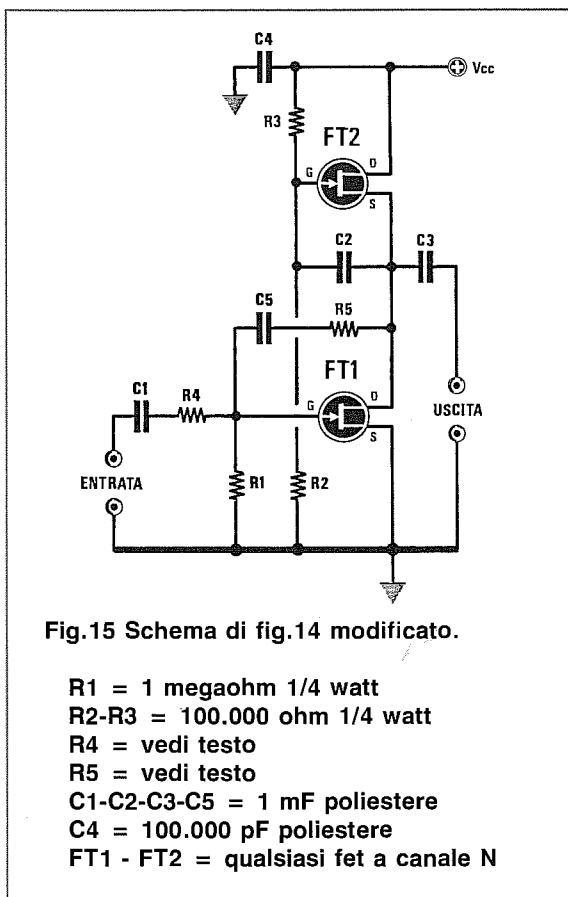 C4
Vcc
R3
FT2
D
G
S
C2
C3
C5
R5
FT1
D
G
S
C1
R4
USCITA
ENTRATA
R1
R2
Fig.15 Schema di fig.14 modificato.
R1 = 1 megaohm 1/4 watt
R2-R3 = 100.000 ohm 1/4 watt
R4 = vedi testo
R5 = vedi testo
C1-C2-C3-C5 = 1 mF poliestere
C4 = 100.000 pF poliestere
FT1 - FT2 = qualsiasi fet a canale N